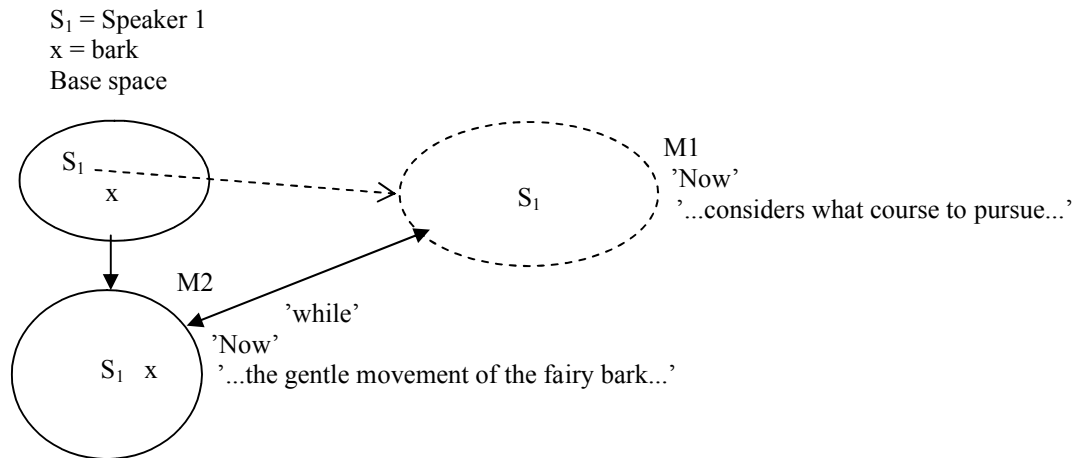 S₁ = Speaker 1
x = bark
Base space
S₁
x
S₁
M1
’Now’
‘...considers what course to pursue...’
M2
’while’
’Now’
‘...the gentle movement of the fairy bark...’
S₁ x